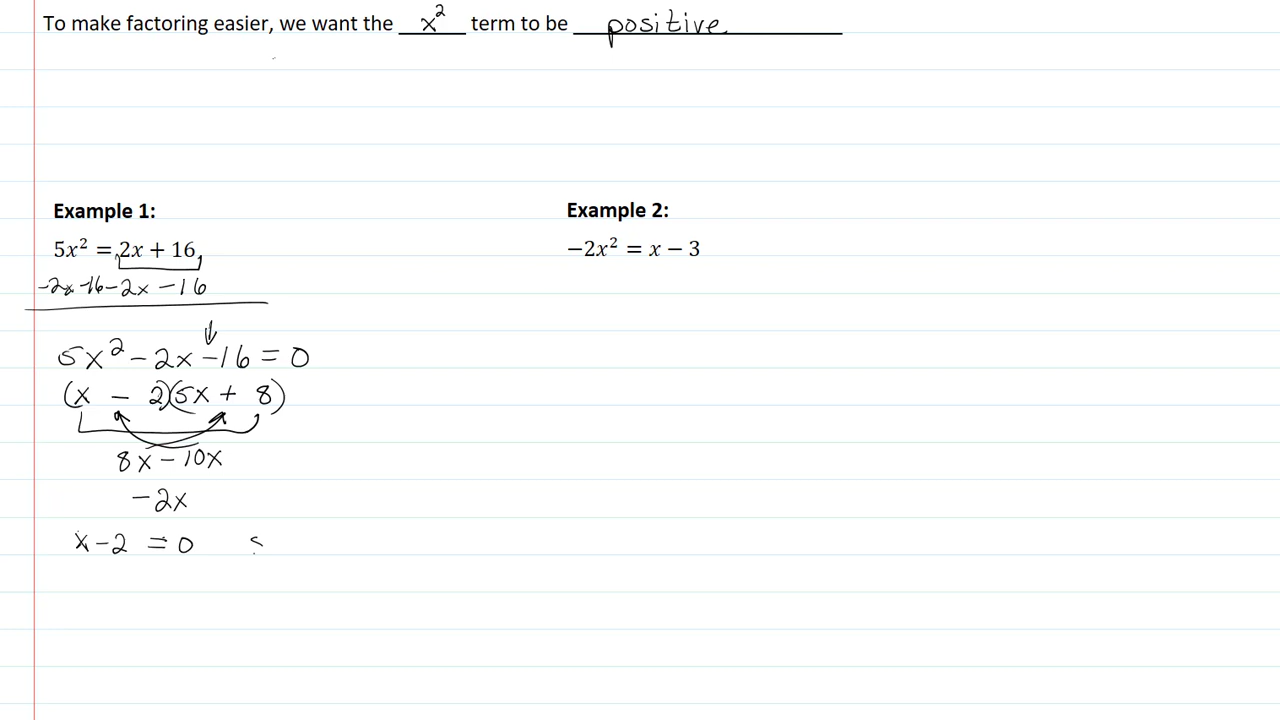 To make factoring easier, we want the x² term to be positive
Example 1:
5x² = 2x + 16
-2x -16 -2x -16
5x² - 2x - 16 = 0
(x - 2)(5x + 8)
8x - 10x
-2x
x - 2 = 0
Example 2:
−2x² = x − 3